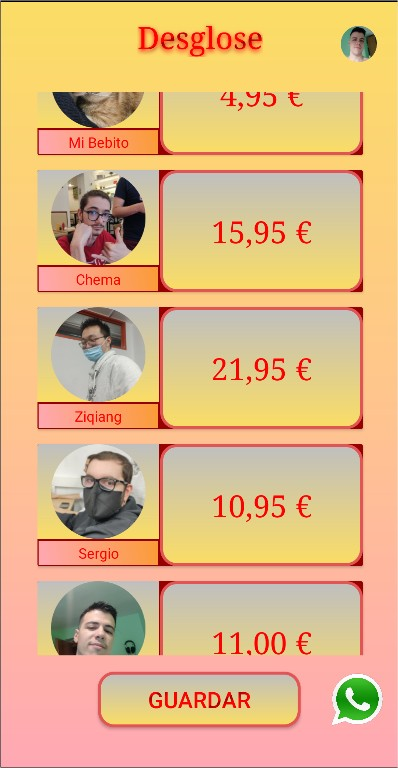 Desglose
4,95 €
Mi Bebito
15,95 €
Chema
21,95 €
Ziqiang
10,95 €
Sergio
11,00 €
GUARDAR